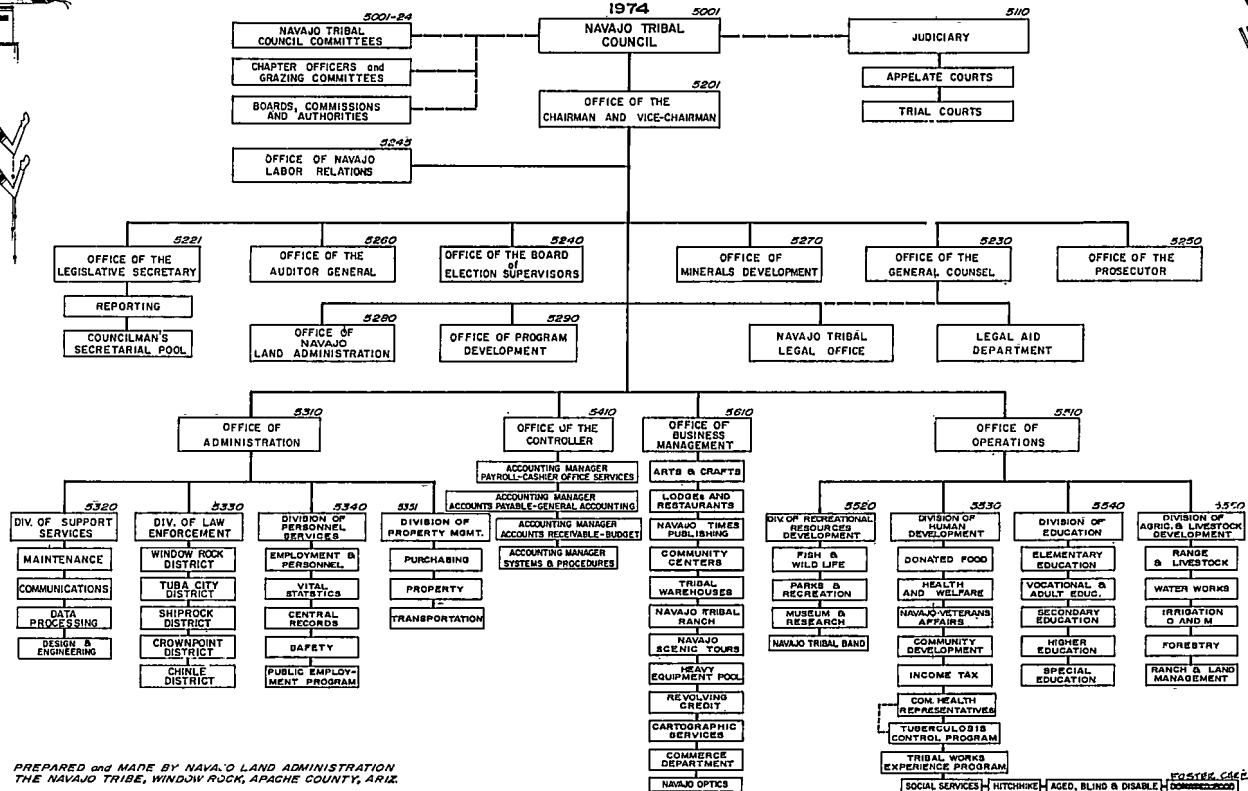 1974
5001-24
NAVAJO TRIBAL
COUNCIL COMMITTEES
CHAPTER OFFICERS and
GRAZING COMMITTEES
BOARDS, COMMISSIONS
AND AUTHORITIES
5001
NAVAJO TRIBAL
COUNCIL
5110
JUDICIARY
APPELATE COURTS
TRIAL COURTS
5201
OFFICE OF THE
CHAIRMAN AND VICE-CHAIRMAN
5245
OFFICE OF NAVAJO
LABOR RELATIONS
5221
OFFICE OF THE
LEGISLATIVE SECRETARY
REPORTING
COUNCILMAN'S
SECRETARIAL POOL
5260
OFFICE OF THE
AUDITOR GENERAL
5240
OFFICE OF THE BOARD
of
ELECTION SUPERVISORS
5270
OFFICE OF
MINERALS DEVELOPMENT
5230
OFFICE OF THE
GENERAL COUNSEL
5250
OFFICE OF THE
PROSECUTOR
5280
OFFICE OF
NAVAJO
LAND ADMINISTRATION
5290
OFFICE OF PROGRAM
DEVELOPMENT
NAVAJO TRIBAL
LEGAL OFFICE
LEGAL AID
DEPARTMENT
5310
OFFICE OF
ADMINISTRATION
5320
DIV. OF SUPPORT
SERVICES
MAINTENANCE
COMMUNICATIONS
DATA
PROCESSING
DESIGN &
ENGINEERING
5330
DIV. OF LAW
ENFORCEMENT
WINDOW ROCK
DISTRICT
TUBA CITY
DISTRICT
SHIPROCK
DISTRICT
CROWNPOINT
DISTRICT
CHINLE
DISTRICT
5340
DIVISION OF
PERSONNEL
SERVICES
EMPLOYMENT &
PERSONNEL
VITAL
STATISTICS
CENTRAL
RECORDS
SAFETY
PUBLIC EMPLOY-
MENT PROGRAM
5351
DIVISION OF
PROPERTY MGMT.
PURCHASING
PROPERTY
TRANSPORTATION
5410
OFFICE OF THE
CONTROLLER
ACCOUNTING MANAGER
PAYROLL-CASHIER OFFICE SERVICES
ACCOUNTING MANAGER
ACCOUNTS PAYABLE-GENERAL ACCOUNTING
ACCOUNTING MANAGER
ACCOUNTS RECEIVABLE-BUDGET
ACCOUNTING MANAGER
SYSTEMS & PROCEDURES
5610
OFFICE OF
BUSINESS
MANAGEMENT
ARTS & CRAFTS
LODGES AND
RESTAURANTS
NAVAJO TIMES
PUBLISHING
COMMUNITY
CENTERS
TRIBAL
WAREHOUSES
NAVAJO TRIBAL
RANCH
NAVAJO
SCENIC TOURS
HEAVY
EQUIPMENT POOL
REVOLVING
CREDIT
CARTOGRAPHIC
SERVICES
COMMERCE
DEPARTMENT
NAVAJO OPTICS
5510
OFFICE OF
OPERATIONS
5520
DIV. OF RECREATIONAL
RESOURCES
DEVELOPMENT
FISH &
WILD LIFE
PARKS &
RECREATION
MUSEUM &
RESEARCH
NAVAJO TRIBAL BAND
5530
DIVISION OF
HUMAN
DEVELOPMENT
DONATED FOOD
HEALTH
AND WELFARE
NAVAJO-VETERANS
AFFAIRS
COMMUNITY
DEVELOPMENT
INCOME TAX
COM. HEALTH
REPRESENTATIVES
TUBERCULOSIS
CONTROL PROGRAM
TRIBAL WORKS
EXPERIENCE PROGRAM
SOCIAL SERVICES HITCHHIKE AGED, BLIND & DISABLE FOSTER CARE
5540
DIVISION OF
EDUCATION
ELEMENTARY
EDUCATION
VOCATIONAL &
ADULT EDUC.
SECONDARY
EDUCATION
HIGHER
EDUCATION
SPECIAL
EDUCATION
5550
DIVISION OF
AGRIC. & LIVESTOCK
DEVELOPMENT
RANGE
& LIVESTOCK
WATER WORKS
IRRIGATION
O AND M
FORESTRY
RANCH & LAND
MANAGEMENT
PREPARED and MADE BY NAVAJO LAND ADMINISTRATION
THE NAVAJO TRIBE, WINDOW ROCK, APACHE COUNTY, ARIZ.